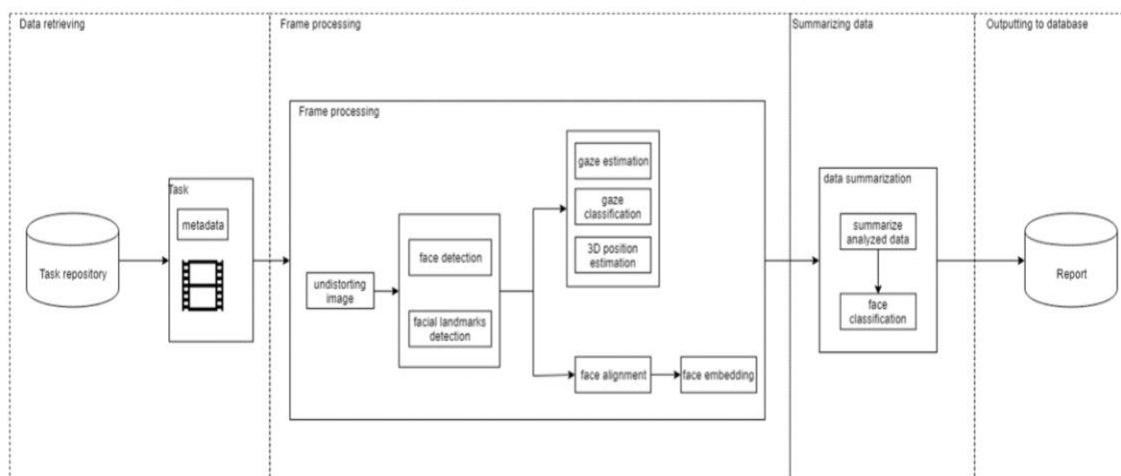 Data retrieving
Frame processing
Summarizing data
Outputting to database
Frame processing
Task
metadata
Task repository
undistorting
image
face detection
facial landmarks
detection
gaze estimation
gaze
classification
3D position
estimation
face alignment
face embedding
data summarization
summarize
analyzed data
face
classification
Report